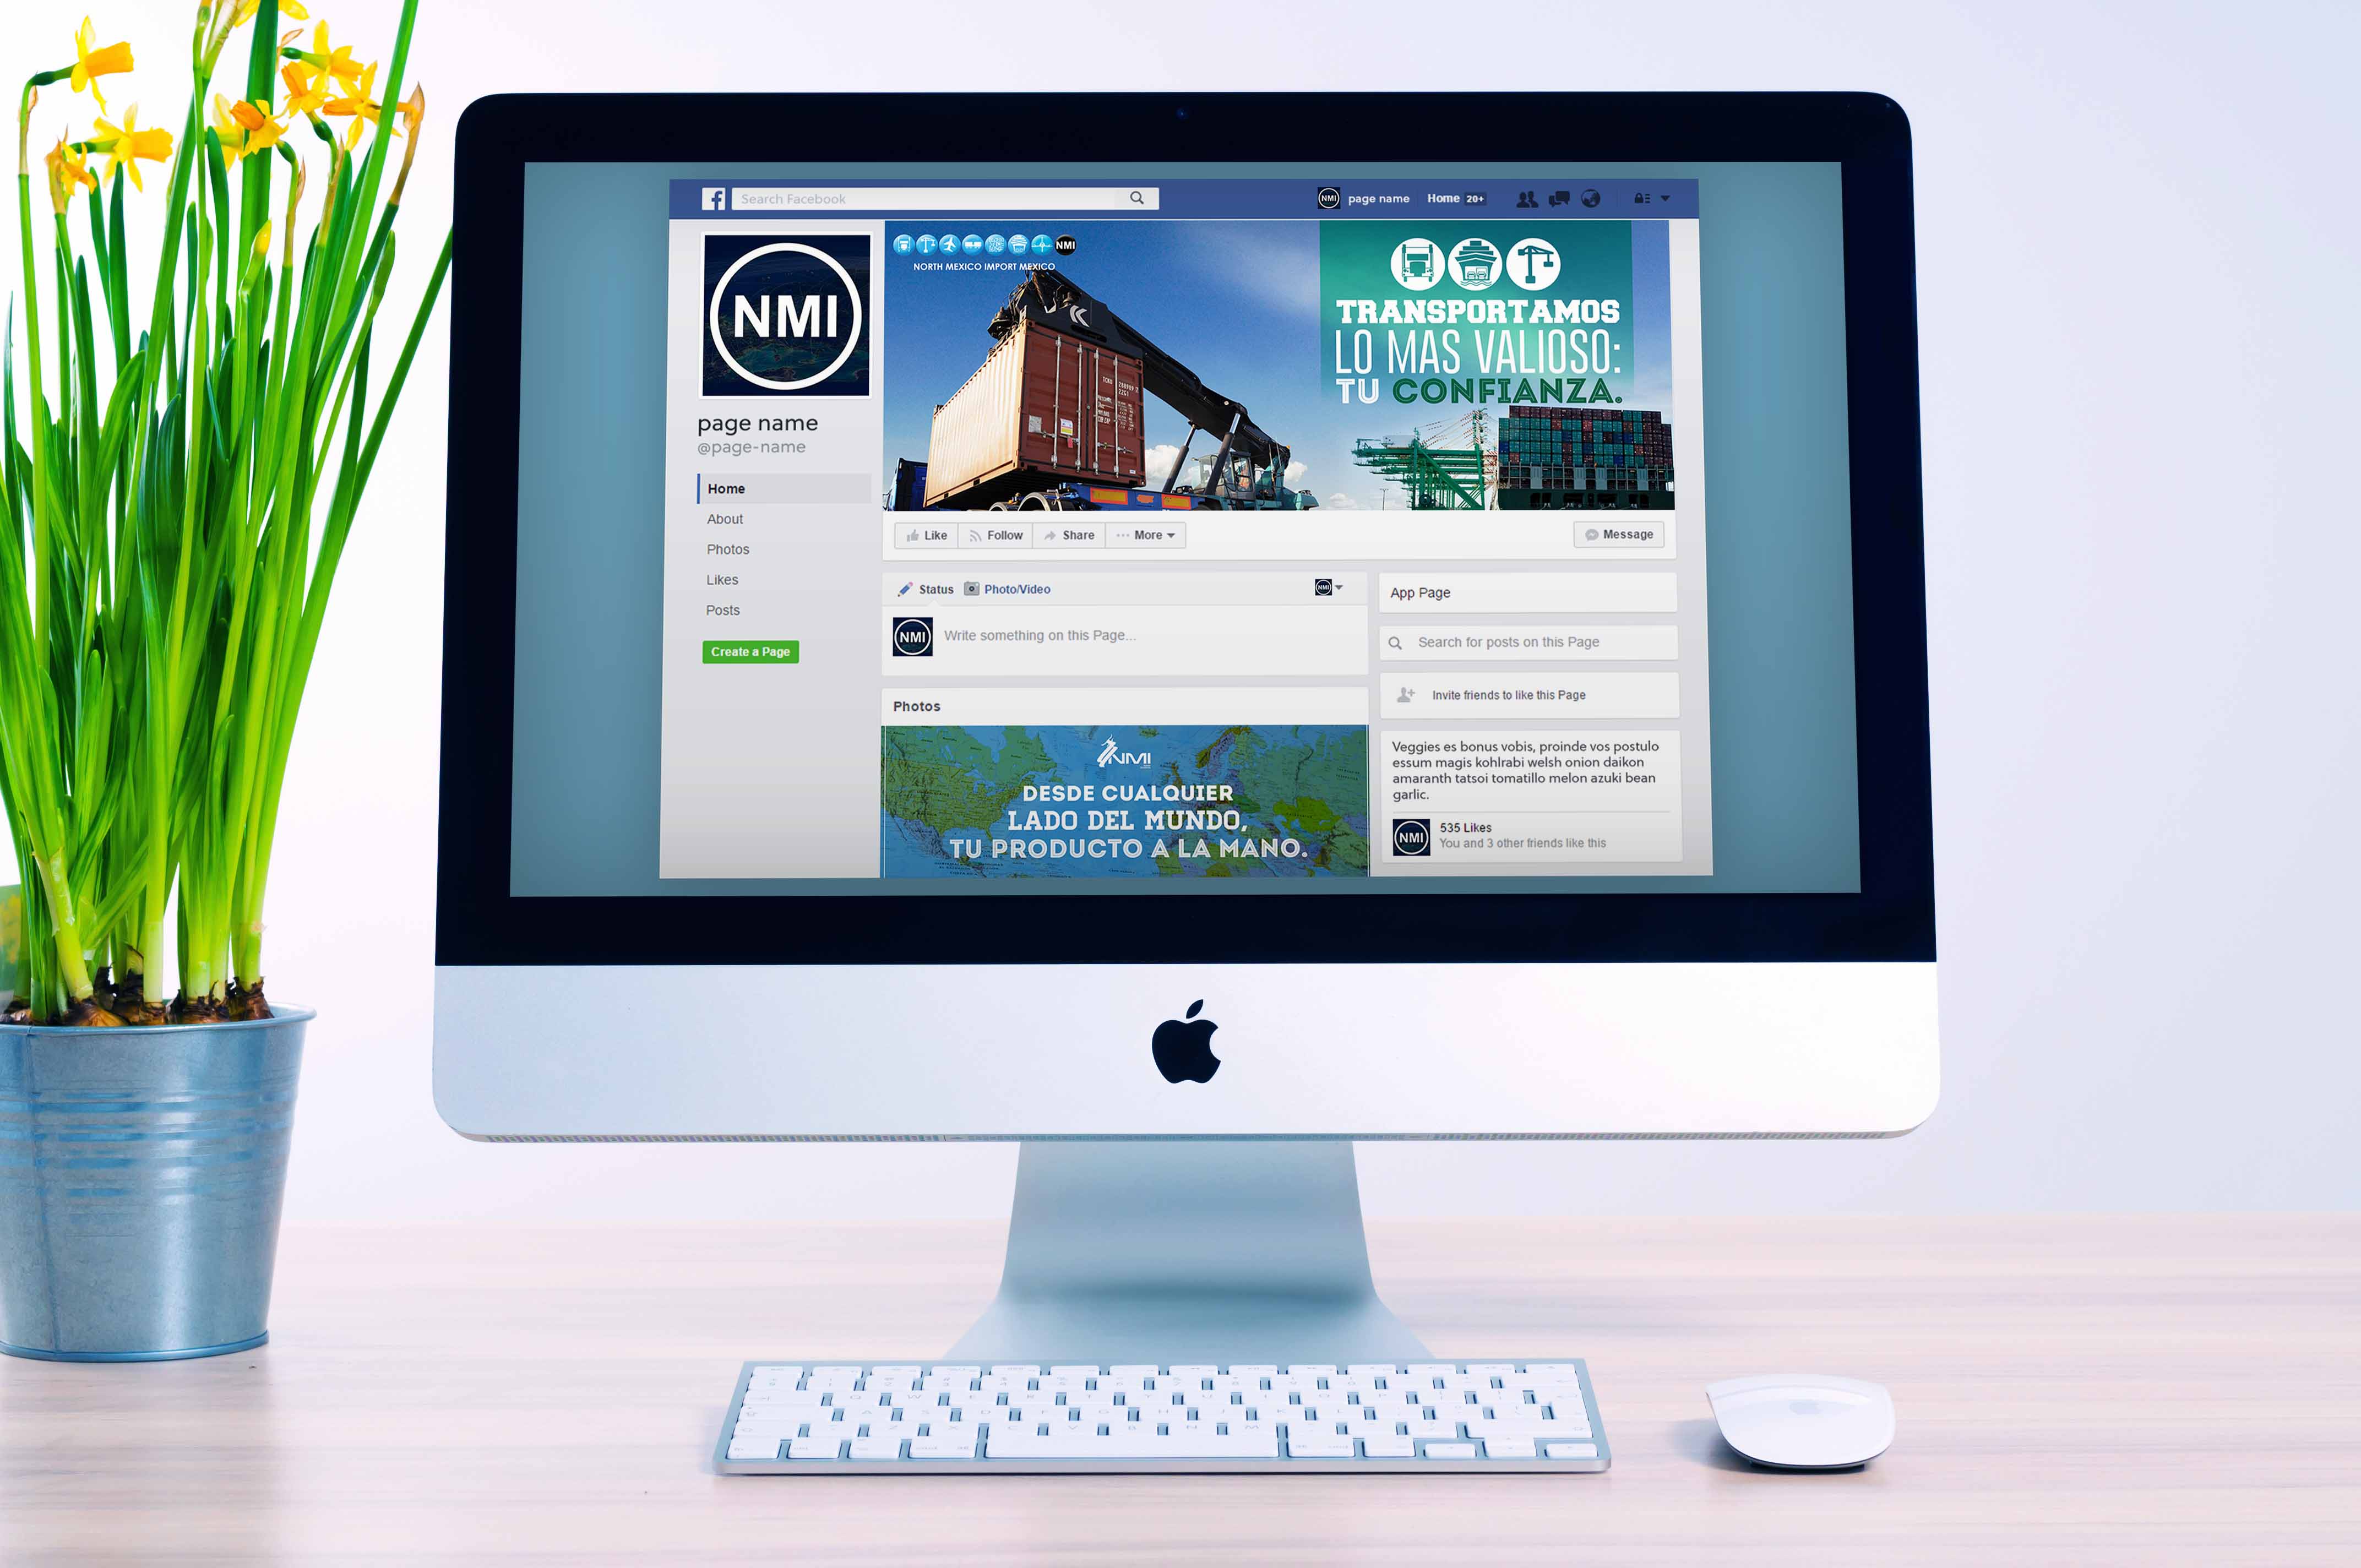 Search Facebook
NMI
page name
Home 20+
NMI
page name
@page-name
Home
About
Photos
Likes
Posts
Create a Page
NMI
NORTH MEXICO IMPORT MEXICO
TRANSPORTAMOS
LO MAS VALIOSO:
TU CONFIANZA.
Like
Follow
Share
More
Message
Status
Photo/Video
NMI
NMI
Write something on this Page...
Photos
NMI
DESDE CUALQUIER
LADO DEL MUNDO,
TU PRODUCTO A LA MANO.
App Page
Search for posts on this Page
Invite friends to like this Page
Veggies es bonus vobis, proinde vos postulo
essum magis kohlrabi welsh onion daikon
amaranth tatsoi tomatillo melon azuki bean
garlic.
NMI
535 Likes
You and 3 other friends like this